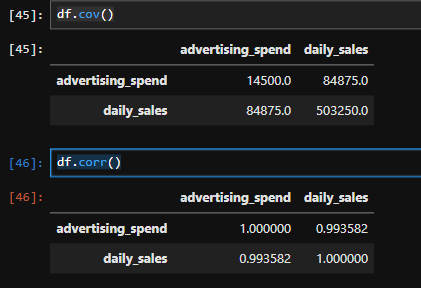 [45]: df.cov()
[45]: advertising_spend daily_sales
advertising_spend 14500.0 84875.0
daily_sales 84875.0 503250.0
[46]: df.corr()
[46]: advertising_spend daily_sales
advertising_spend 1.000000 0.993582
daily_sales 0.993582 1.000000